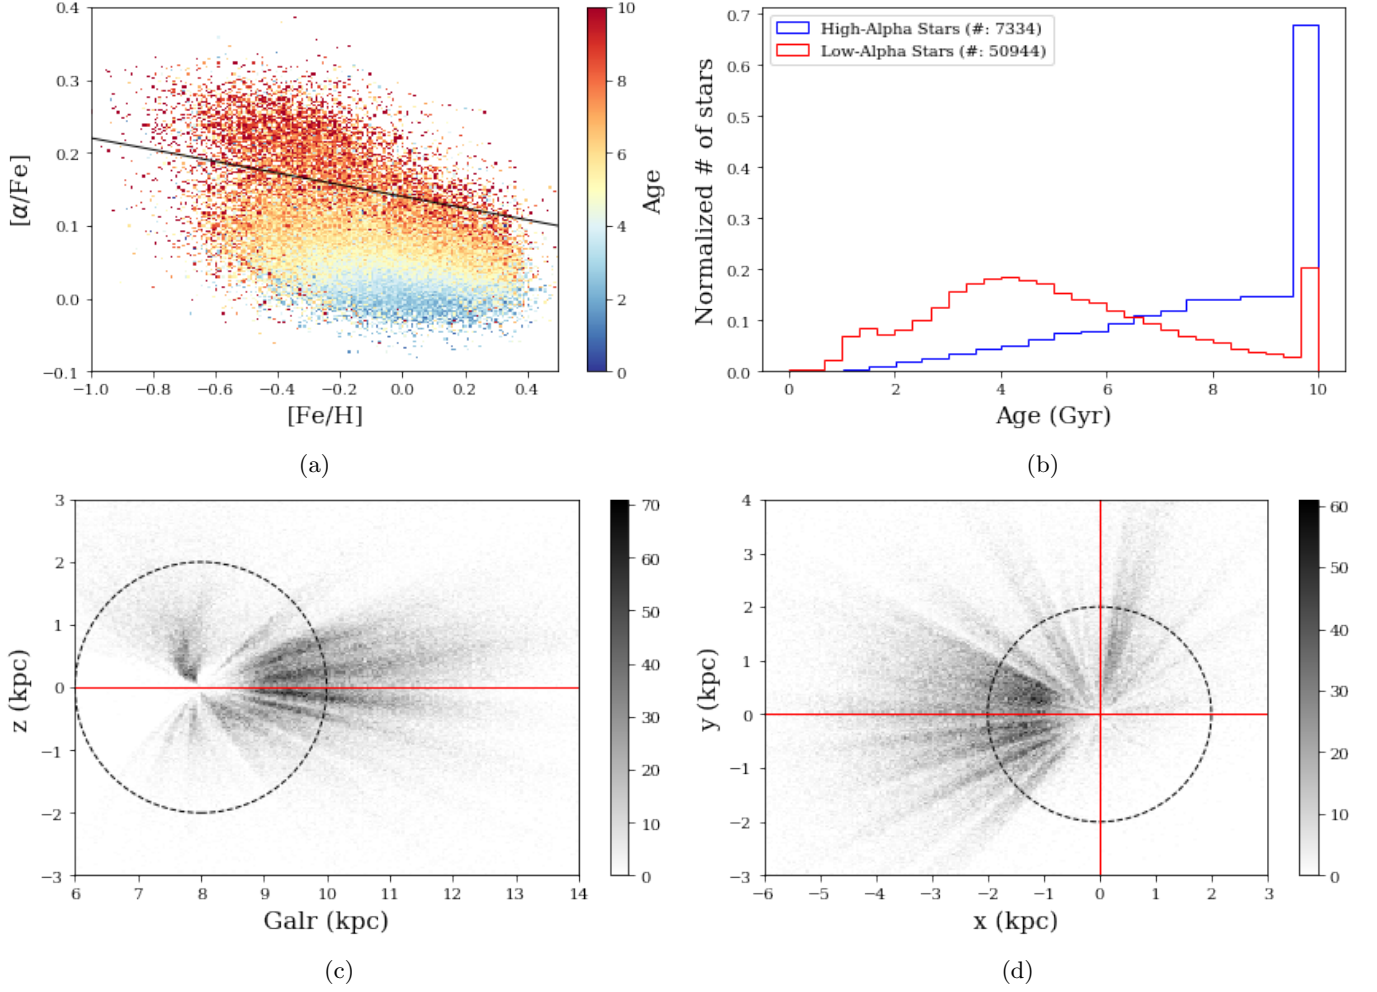 0.4
0.3
0.2
0.1
0.0
−0.1
[α/Fe]
−1.0 −0.8 −0.6 −0.4 −0.2 0.0 0.2 0.4
[Fe/H]
10
8
6
4
2
0
Age
(a)
0.7
0.6
0.5
0.4
0.3
0.2
0.1
0.0
Normalized # of stars
High-Alpha Stars (#: 7334)
Low-Alpha Stars (#: 50944)
0 2 4 6 8 10
Age (Gyr)
(b)
3
2
1
0
−1
−2
−3
z (kpc)
6 7 8 9 10 11 12 13 14
Galr (kpc)
70
60
50
40
30
20
10
0
(c)
4
3
2
1
0
−1
−2
−3
y (kpc)
−6 −5 −4 −3 −2 −1 0 1 2 3
x (kpc)
60
50
40
30
20
10
0
(d)